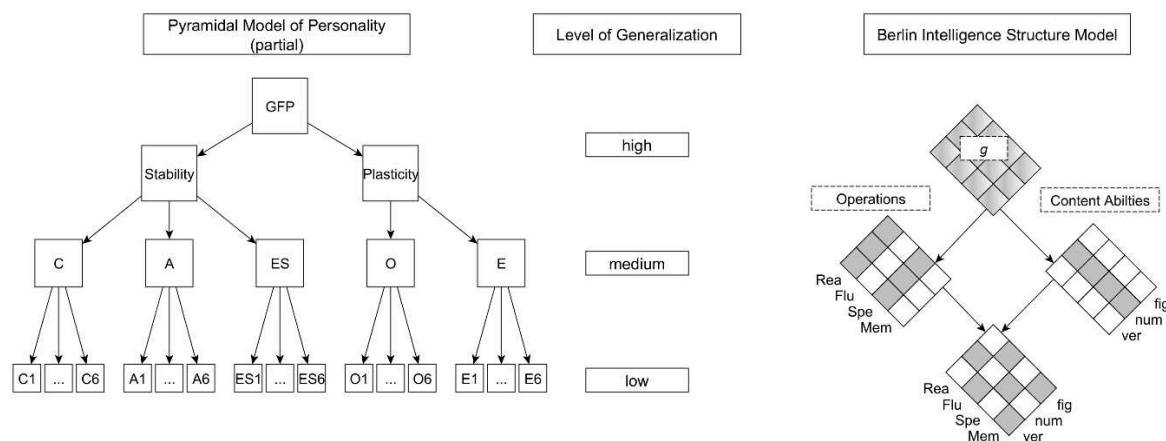 Pyramidal Model of Personality
(partial)
Level of Generalization
Berlin Intelligence Structure Model
GFP
high
g
Stability
Plasticity
Operations
Content Abilties
C
A
ES
O
E
medium
Rea
Flu
Spe
Mem
fig
num
ver
C1
...
C6
A1
...
A6
ES1
...
ES6
O1
...
O6
E1
...
E6
low
Rea
Flu
Spe
Mem
fig
num
ver